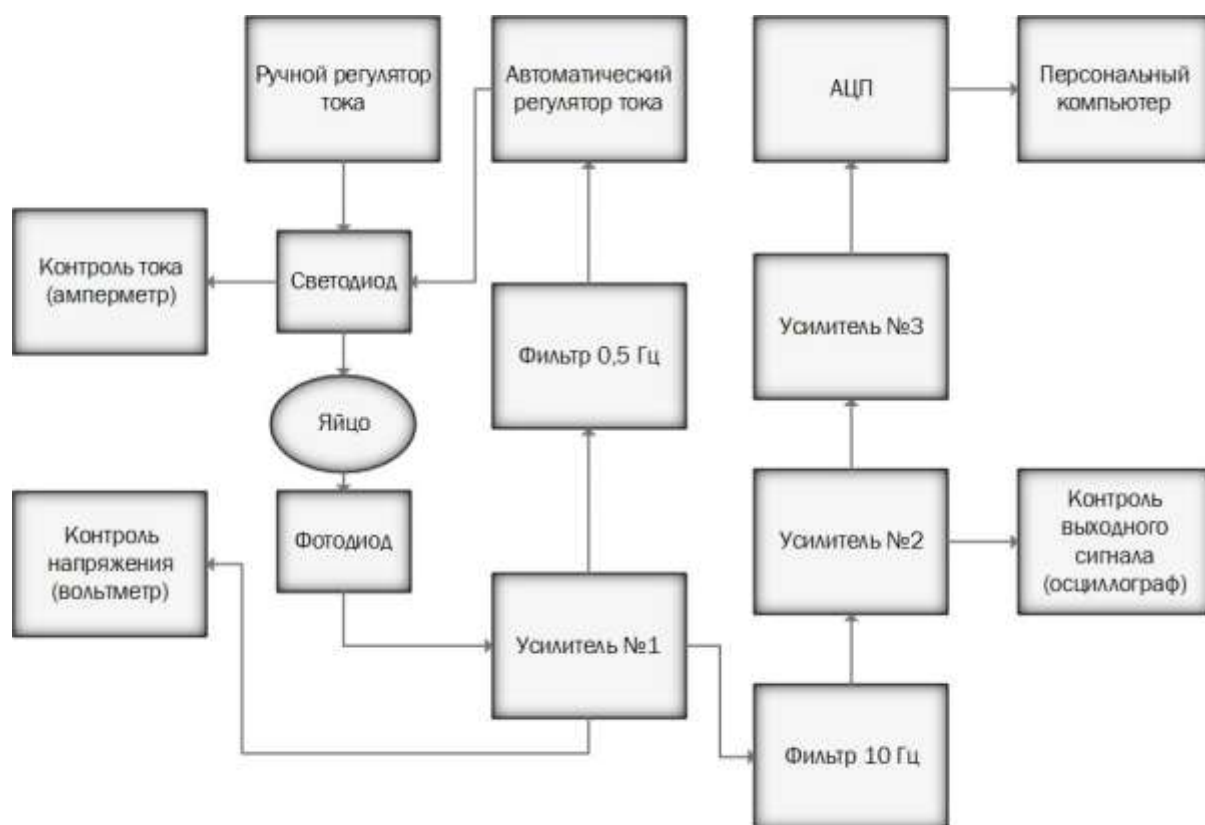 Ручной регулятор
тока
Автоматический
регулятор тока
АЦП
Персональный
компьютер
Контроль тока
(амперметр)
Светодиод
Усилитель №3
Фильтр 0,5 Гц
Яйцо
Контроль
напряжения
(вольтметр)
Фотодиод
Усилитель №2
Контроль
выходного
сигнала
(осциллограф)
Усилитель №1
Фильтр 10 Гц